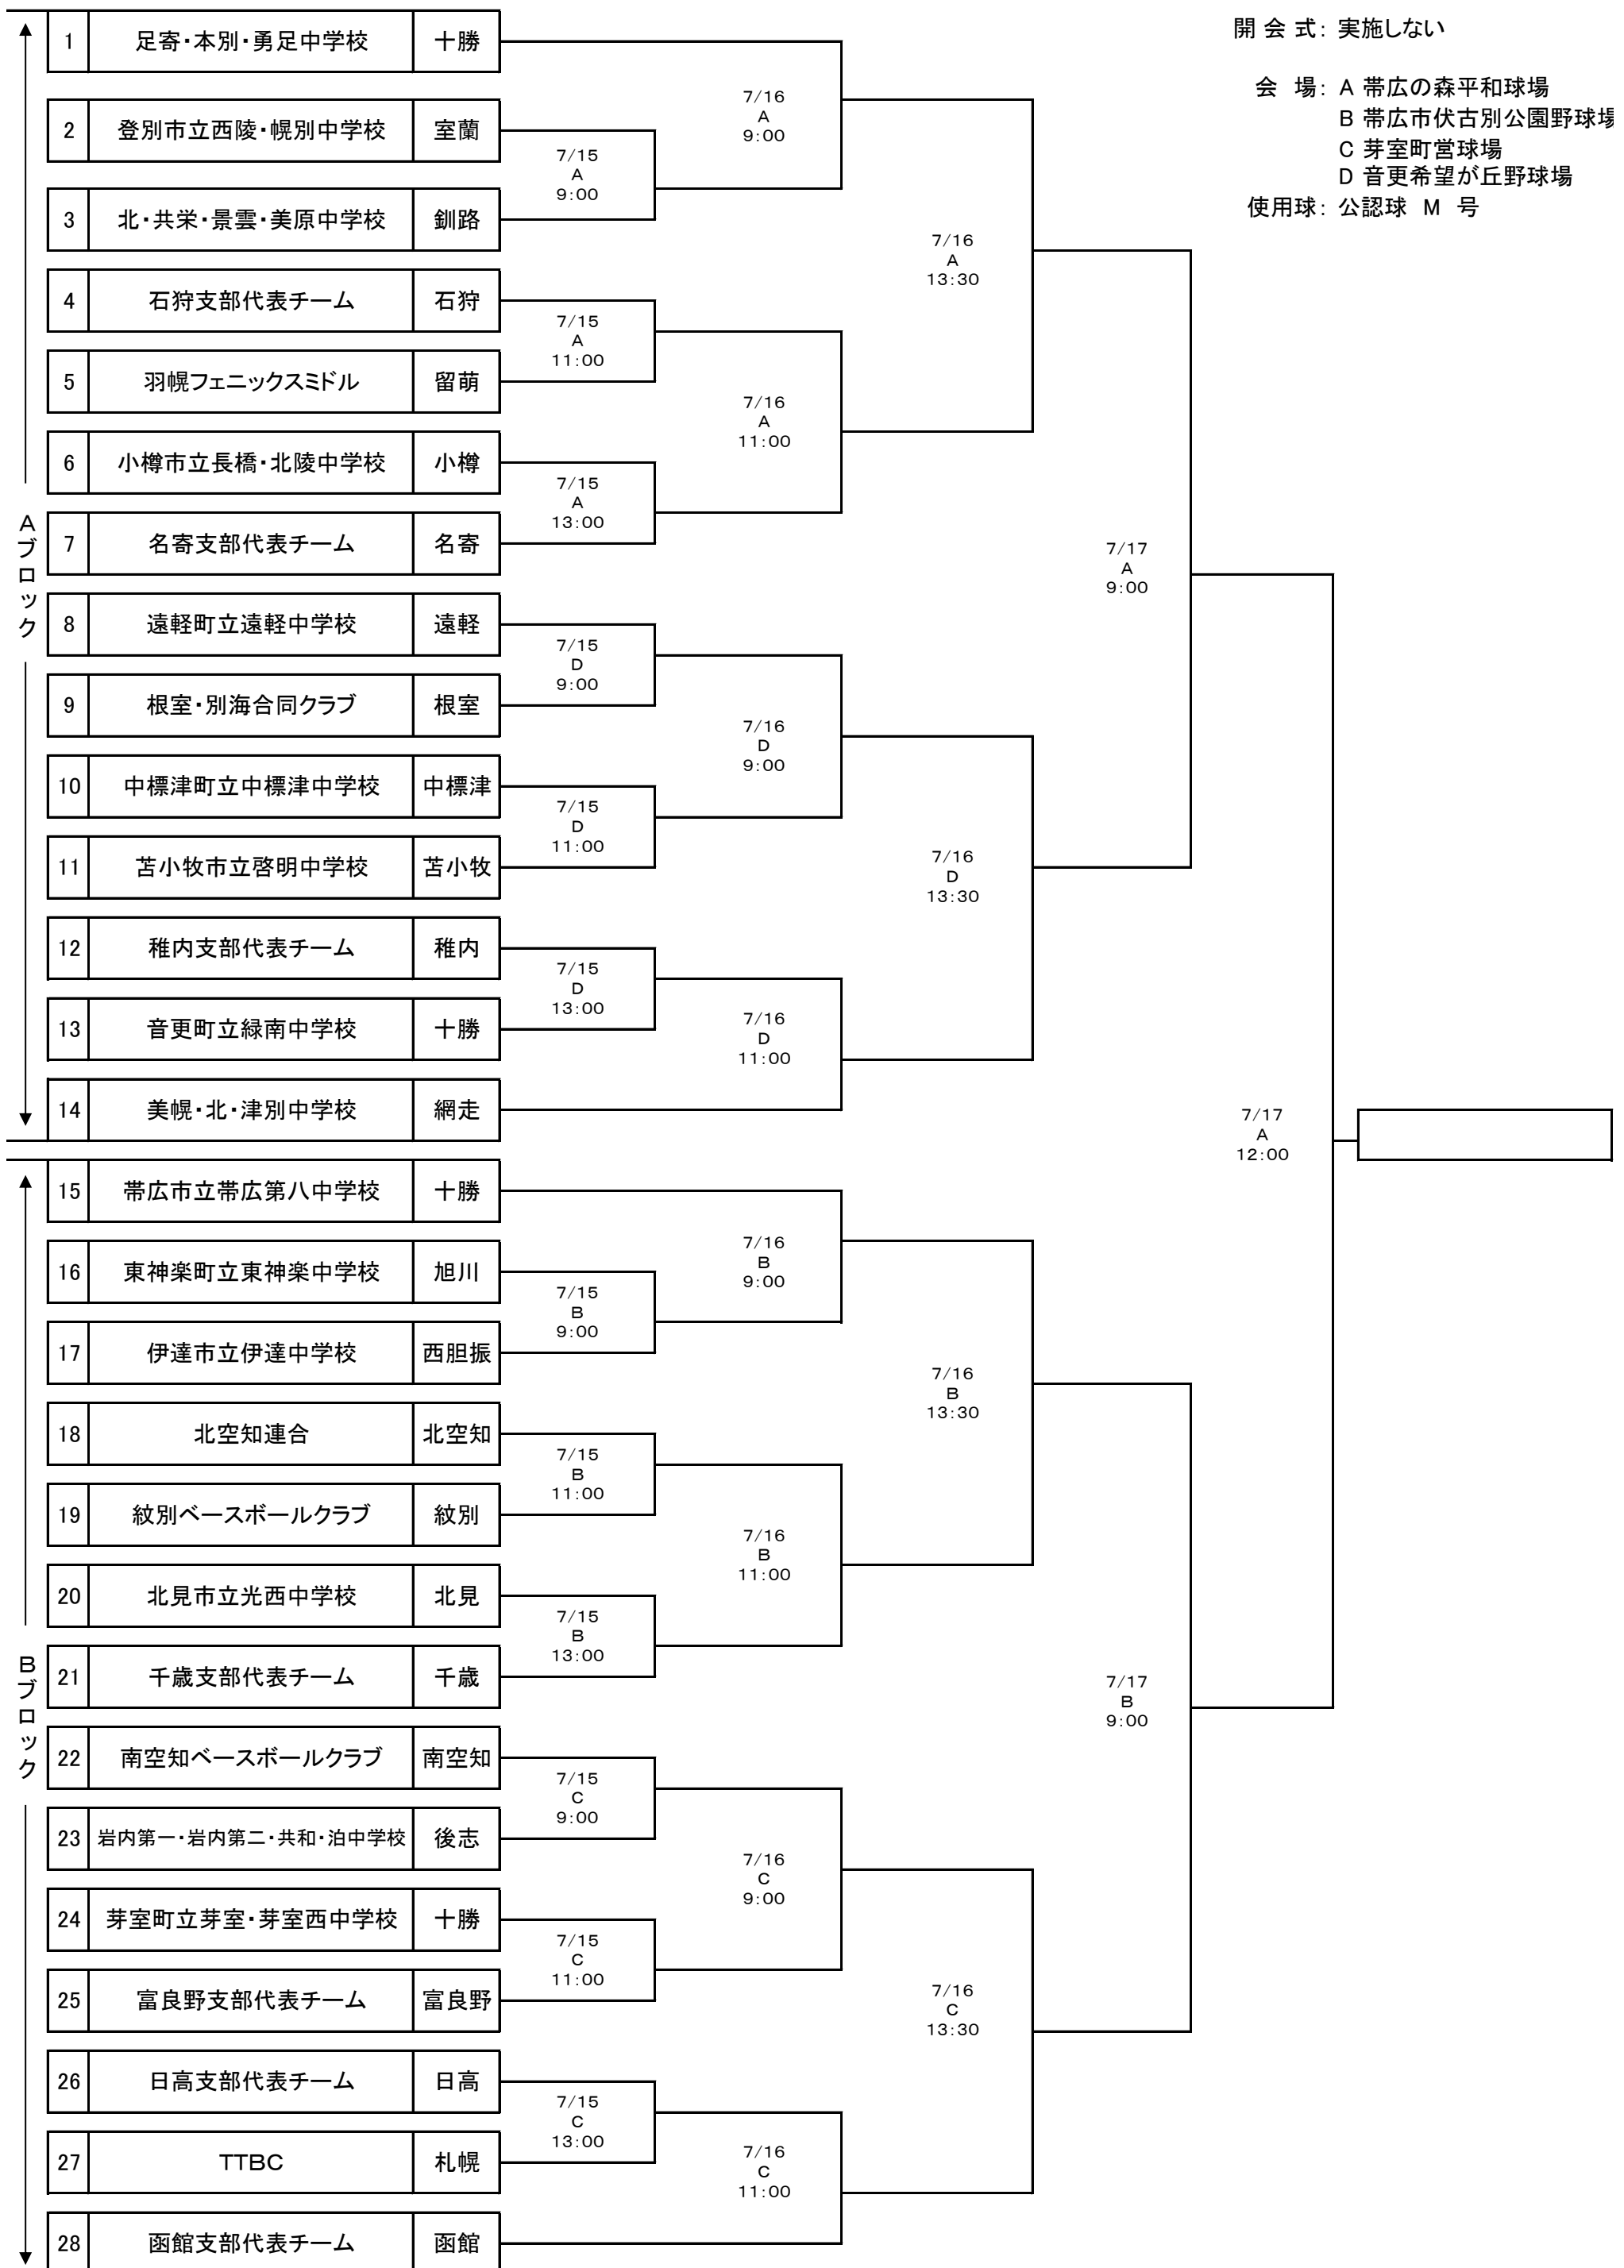 開 会 式： 実施しない
会 場： A 帯広の森平和球場
B 帯広市伏古別公園野球場
C 芽室町営球場
D 音更希望が丘野球場
使用球： 公認球 M 号
Aブロック
1 足寄・本別・勇足中学校 十勝
2 登別市立西陵・幌別中学校 室蘭
3 北・共栄・景雲・美原中学校 釧路
4 石狩支部代表チーム 石狩
5 羽幌フェニックスミドル 留萌
6 小樽市立長橋・北陵中学校 小樽
7 名寄支部代表チーム 名寄
8 遠軽町立遠軽中学校 遠軽
9 根室・別海合同クラブ 根室
10 中標津町立中標津中学校 中標津
11 苫小牧市立啓明中学校 苫小牧
12 稚内支部代表チーム 稚内
13 音更町立緑南中学校 十勝
14 美幌・北・津別中学校 網走
Bブロック
15 帯広市立帯広第八中学校 十勝
16 東神楽町立東神楽中学校 旭川
17 伊達市立伊達中学校 西胆振
18 北空知連合 北空知
19 紋別ベースボールクラブ 紋別
20 北見市立光西中学校 北見
21 千歳支部代表チーム 千歳
22 南空知ベースボールクラブ 南空知
23 岩内第一・岩内第二・共和・泊中学校 後志
24 芽室町立芽室・芽室西中学校 十勝
25 富良野支部代表チーム 富良野
26 日高支部代表チーム 日高
27 TTBC 札幌
28 函館支部代表チーム 函館
7/15
A
9:00
7/15
A
11:00
7/15
A
13:00
7/15
D
9:00
7/15
D
11:00
7/15
D
13:00
7/15
B
9:00
7/15
B
11:00
7/15
B
13:00
7/15
C
9:00
7/15
C
11:00
7/15
C
13:00
7/16
A
9:00
7/16
A
11:00
7/16
D
9:00
7/16
D
11:00
7/16
B
9:00
7/16
B
11:00
7/16
C
9:00
7/16
C
11:00
7/16
A
13:30
7/16
D
13:30
7/16
B
13:30
7/16
C
13:30
7/17
A
9:00
7/17
B
9:00
7/17
A
12:00